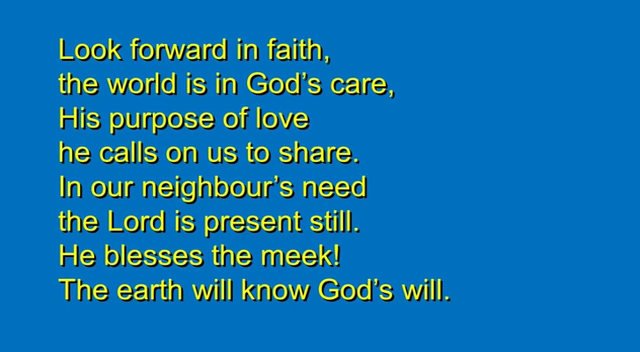 Look forward in faith,
the world is in God’s care,
His purpose of love
he calls on us to share.
In our neighbour’s need
the Lord is present still.
He blesses the meek!
The earth will know God’s will.